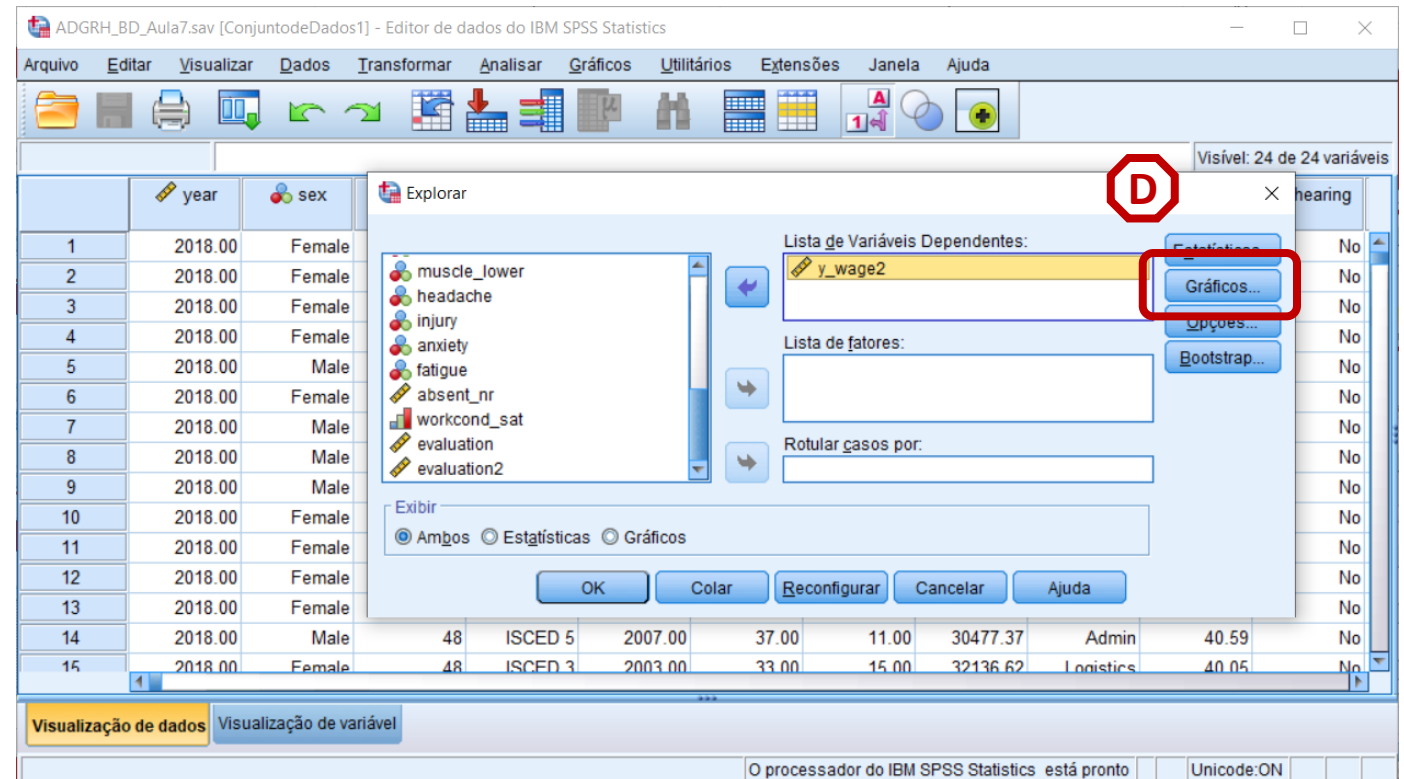 ADGRH_BD_Aula7.sav [ConjuntodeDados1] - Editor de dados do IBM SPSS Statistics
Arquivo Editar Visualizar Dados Transformar Analisar Gráficos Utilitários Extensões Janela Ajuda
Visível: 24 de 24 variáveis
year sex hearing
Explorar
D
Lista de Variáveis Dependentes:
y_wage2
Estatísticas...
Gráficos...
Opções...
Bootstrap...
muscle_lower
headache
injury
anxiety
fatigue
absent_nr
workcond_sat
evaluation
evaluation2
Lista de fatores:
Rotular casos por:
Exibir
Ambos Estatísticas Gráficos
OK Colar Reconfigurar Cancelar Ajuda
1 2018.00 Female No
2 2018.00 Female No
3 2018.00 Female No
4 2018.00 Female No
5 2018.00 Male No
6 2018.00 Female No
7 2018.00 Male No
8 2018.00 Male No
9 2018.00 Male No
10 2018.00 Female No
11 2018.00 Female No
12 2018.00 Female No
13 2018.00 Female No
14 2018.00 Male 48 ISCED 5 2007.00 37.00 11.00 30477.37 Admin 40.59 No
15 2018.00 Female 48 ISCED 3 2003.00 33.00 15.00 32136.62 Logistics 40.05 No
Visualização de dados Visualização de variável
O processador do IBM SPSS Statistics está pronto Unicode:ON